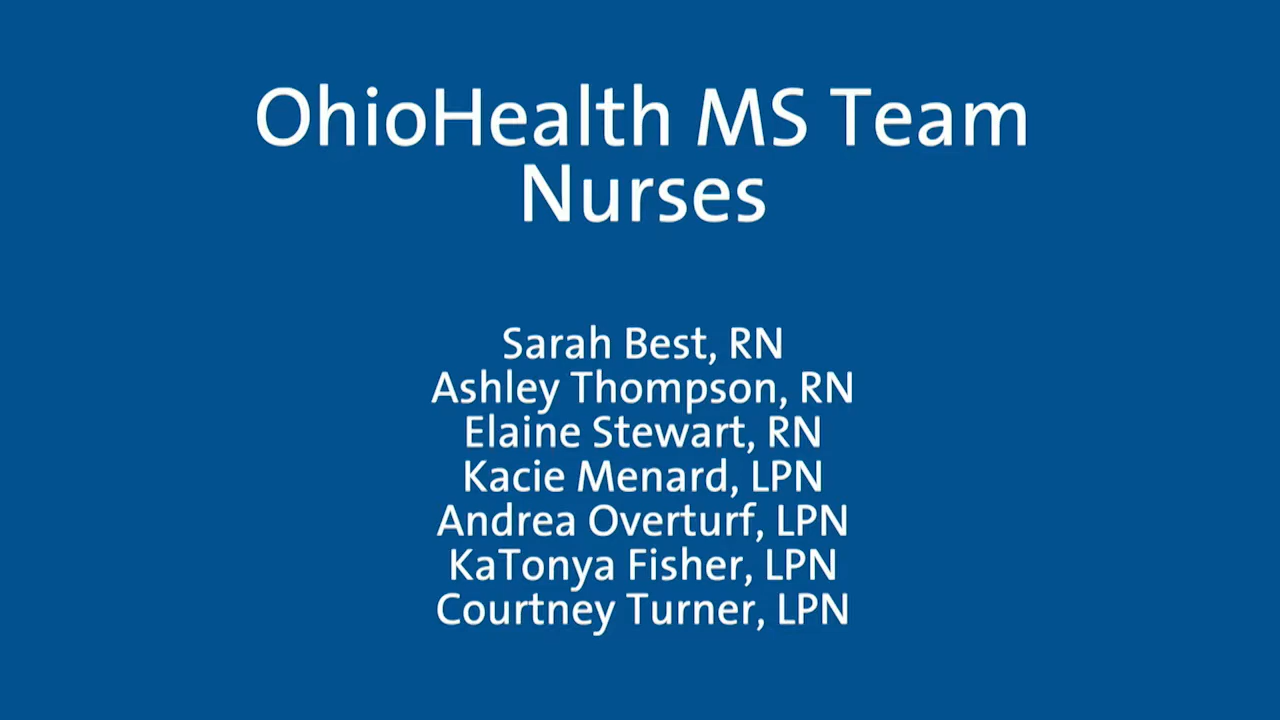 OhioHealth MS Team
Nurses
Sarah Best, RN
Ashley Thompson, RN
Elaine Stewart, RN
Kacie Menard, LPN
Andrea Overturf, LPN
KaTonya Fisher, LPN
Courtney Turner, LPN